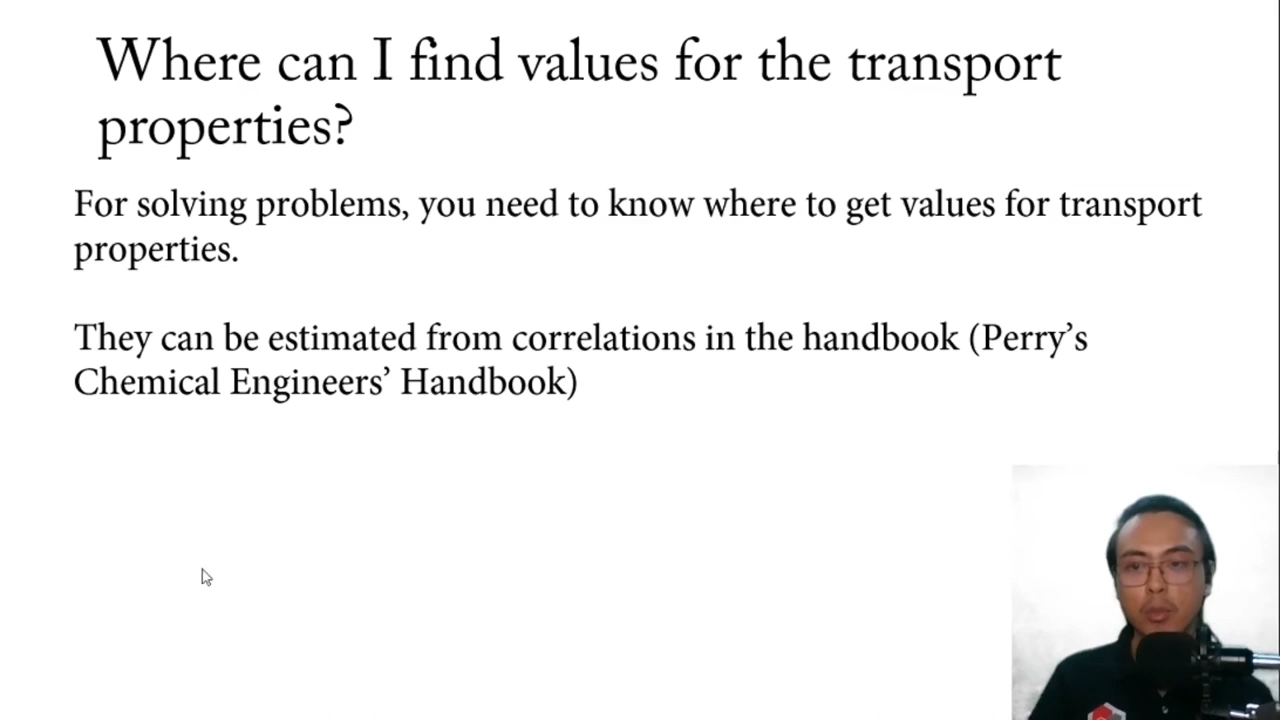 Where can I find values for the transport
properties?
For solving problems, you need to know where to get values for transport
properties.
They can be estimated from correlations in the handbook (Perry’s
Chemical Engineers’ Handbook)